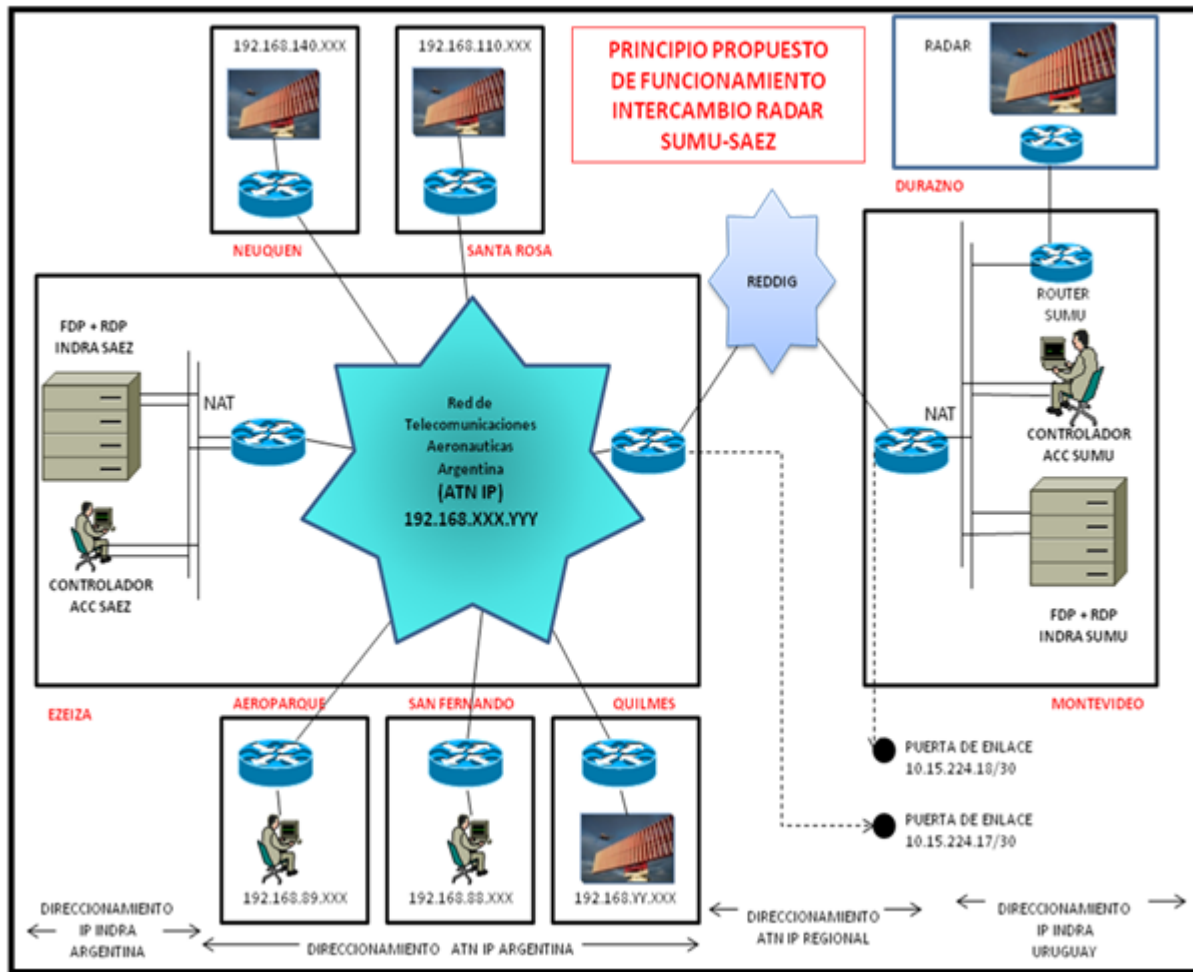 192.168.140.XXX
192.168.110.XXX
PRINCIPIO PROPUESTO
DE FUNCIONAMIENTO
INTERCAMBIO RADAR
SUMU-SAEZ
RADAR
DURAZNO
NEUQUEN
SANTA ROSA
REDDIG
ROUTER
SUMU
FDP + RDP
INDRA SAEZ
NAT
Red de
Telecomunicaciones
Aeronauticas
Argentina
(ATN IP)
192.168.XXX.YYY
NAT
CONTROLADOR
ACC SUMU
CONTROLADOR
ACC SAEZ
FDP + RDP
INDRA SUMU
EZEIZA
AEROPARQUE
SAN FERNANDO
QUILMES
MONTEVIDEO
PUERTA DE ENLACE
10.15.224.18/30
PUERTA DE ENLACE
10.15.224.17/30
192.168.89.XXX
192.168.88.XXX
192.168.YY.XXX
DIRECCIONAMIENTO
IP INDRA
ARGENTINA
DIRECCIONAMIENTO ATN IP ARGENTINA
DIRECCIONAMIENTO
ATN IP REGIONAL
DIRECCIONAMIENTO
IP INDRA
URUGUAY